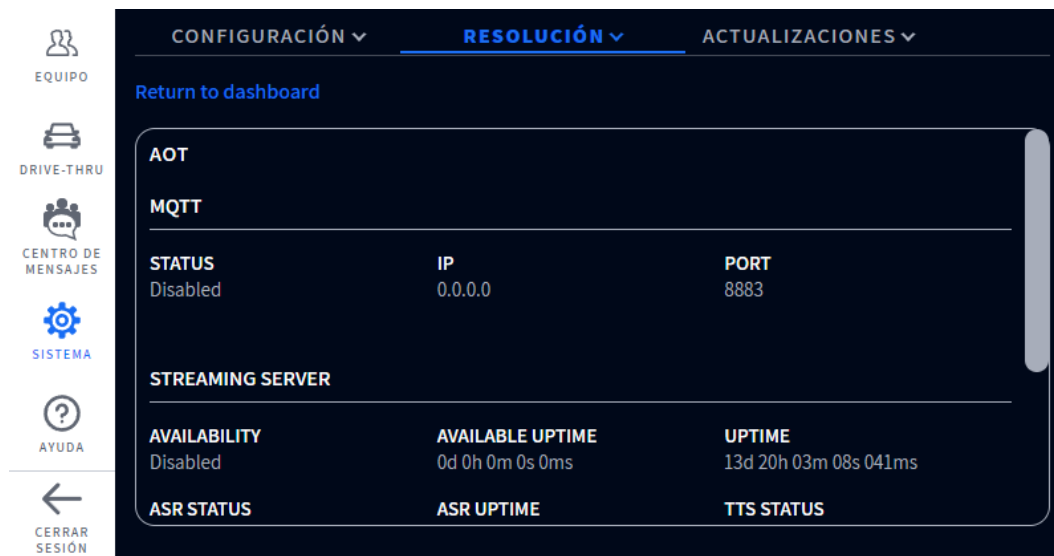 EQUIPO
DRIVE-THRU
CENTRO DE
MENSAJES
SISTEMA
AYUDA
CERRAR
SESIÓN
CONFIGURACIÓN RESOLUCIÓN ACTUALIZACIONES
Return to dashboard
AOT
MQTT
STATUS IP PORT
Disabled 0.0.0.0 8883
STREAMING SERVER
AVAILABILITY AVAILABLE UPTIME UPTIME
Disabled 0d 0h 0m 0s 0ms 13d 20h 03m 08s 041ms
ASR STATUS ASR UPTIME TTS STATUS